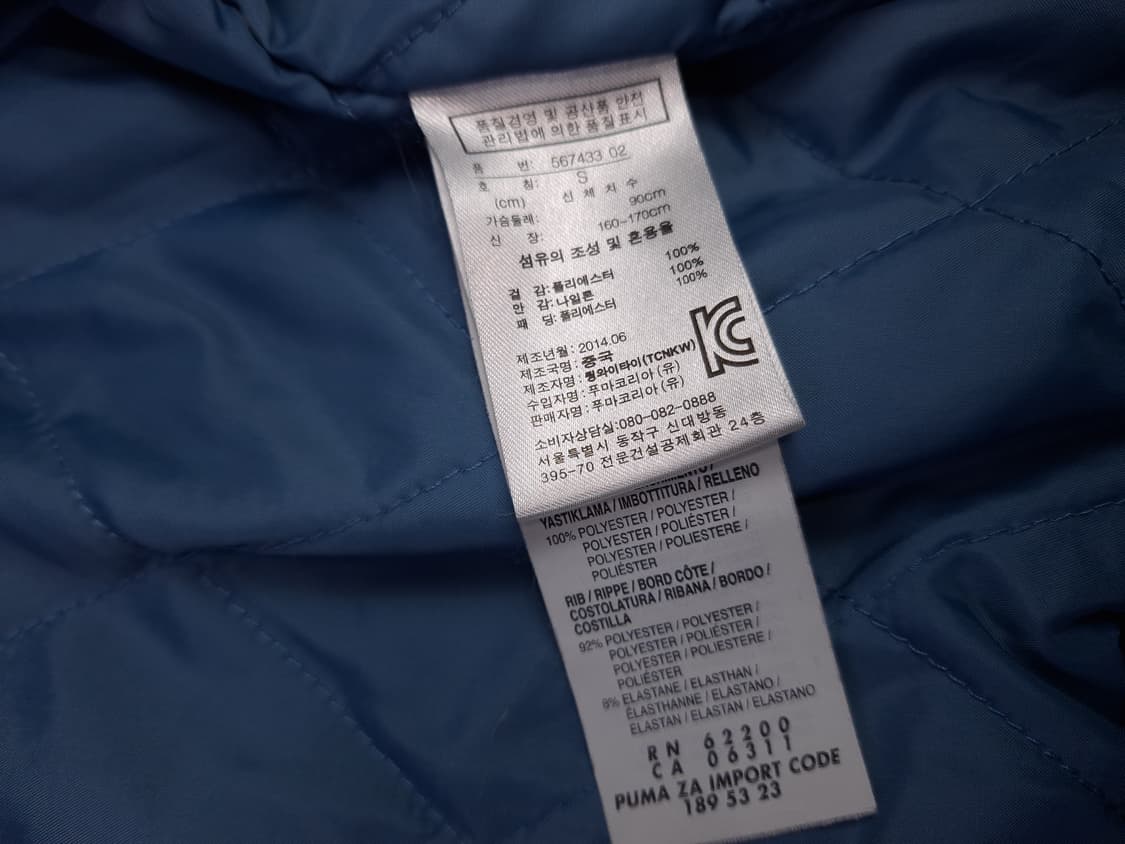 품질경영 및 공산품 안전
관리법에 의한 품질표시
품 번: 567433 02
호 칭: S
(cm) 신 체 치 수
가슴둘레: 90cm
신 장: 160~170cm
섬유의 조성 및 혼용율
겉 감: 폴리에스터 100%
안 감: 나일론 100%
패 딩: 폴리에스터 100%
제조년월: 2014.06
제조국명: 중국
제조자명: 퀑와이타이(TCNKW)
수입자명: 푸마코리아 (유)
판매자명: 푸마코리아 (유)
KC
소비자상담실:080-082-0888
서울특별시 동작구 신대방동
395-70 전문건설공제회관 24층
YASTIKLAMA / IMBOTTITURA / RELLENO
100% POLYESTER / POLYESTER /
POLYESTER / POLIÉSTER /
POLYESTER / POLIESTERE /
POLIÉSTER
RIB / RIPPE / BORD CÔTE /
COSTOLATURA / RIBANA / BORDO /
COSTILLA
92% POLYESTER / POLYESTER /
POLYESTER / POLIÉSTER /
POLYESTER / POLIESTERE /
POLIÉSTER
8% ELASTANE / ELASTHAN /
ÉLASTHANNE / ELASTANO /
ELASTAN / ELASTAN / ELASTANO
RN 62200
CA 06311
PUMA ZA IMPORT CODE
189 53 23